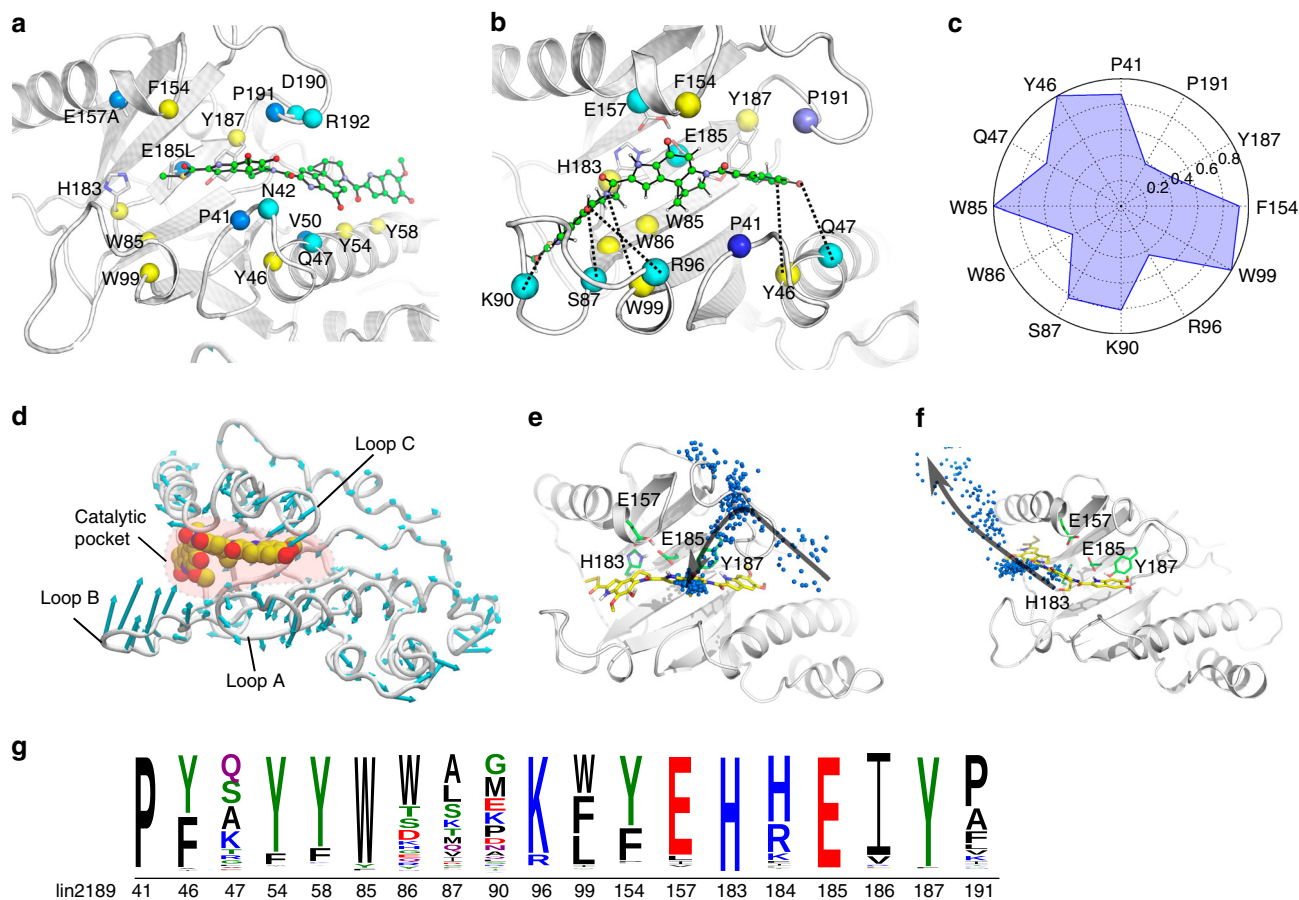 a
E157A
F154
P191
D190
R192
Y187
E185L
H183
N42
P41
V50
Y54
Y58
Q47
W85
W99
Y46
b
F154
E157
Y187
P191
E185
H183
W85
W86
P41
Q47
R96
K90
S87
W99
Y46
c
P41
Y46
P191
Q47
Y187
0.8
0.6
0.4
0.2
W85
F154
W86
W99
S87
R96
K90
d
Loop C
Catalytic
pocket
Loop B
Loop A
e
E157
E185
H183
Y187
f
E157
E185
Y187
H183
g
lin2189 41 46 47 54 58 85 86 87 90 96 99 154 157 183 184 185 186 187 191
P Y Q Y Y W W A G K W Y E H H E I Y P
F S F F T L M R F F R V A
A S E L
K K